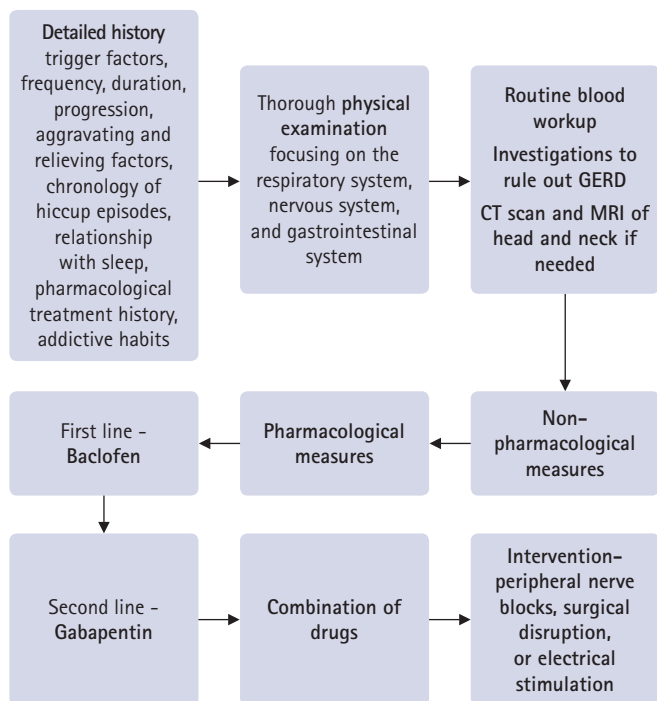 Detailed history
trigger factors,
frequency, duration,
progression,
aggravating and
relieving factors,
chronology of
hiccup episodes,
relationship
with sleep,
pharmacological
treatment history,
addictive habits
Thorough physical
examination
focusing on the
respiratory system,
nervous system,
and gastrointestinal
system
Routine blood
workup
Investigations to
rule out GERD
CT scan and MRI of
head and neck if
needed
Non-
pharmacological
measures
Pharmacological
measures
First line -
Baclofen
Second line -
Gabapentin
Combination of
drugs
Intervention-
peripheral nerve
blocks, surgical
disruption,
or electrical
stimulation